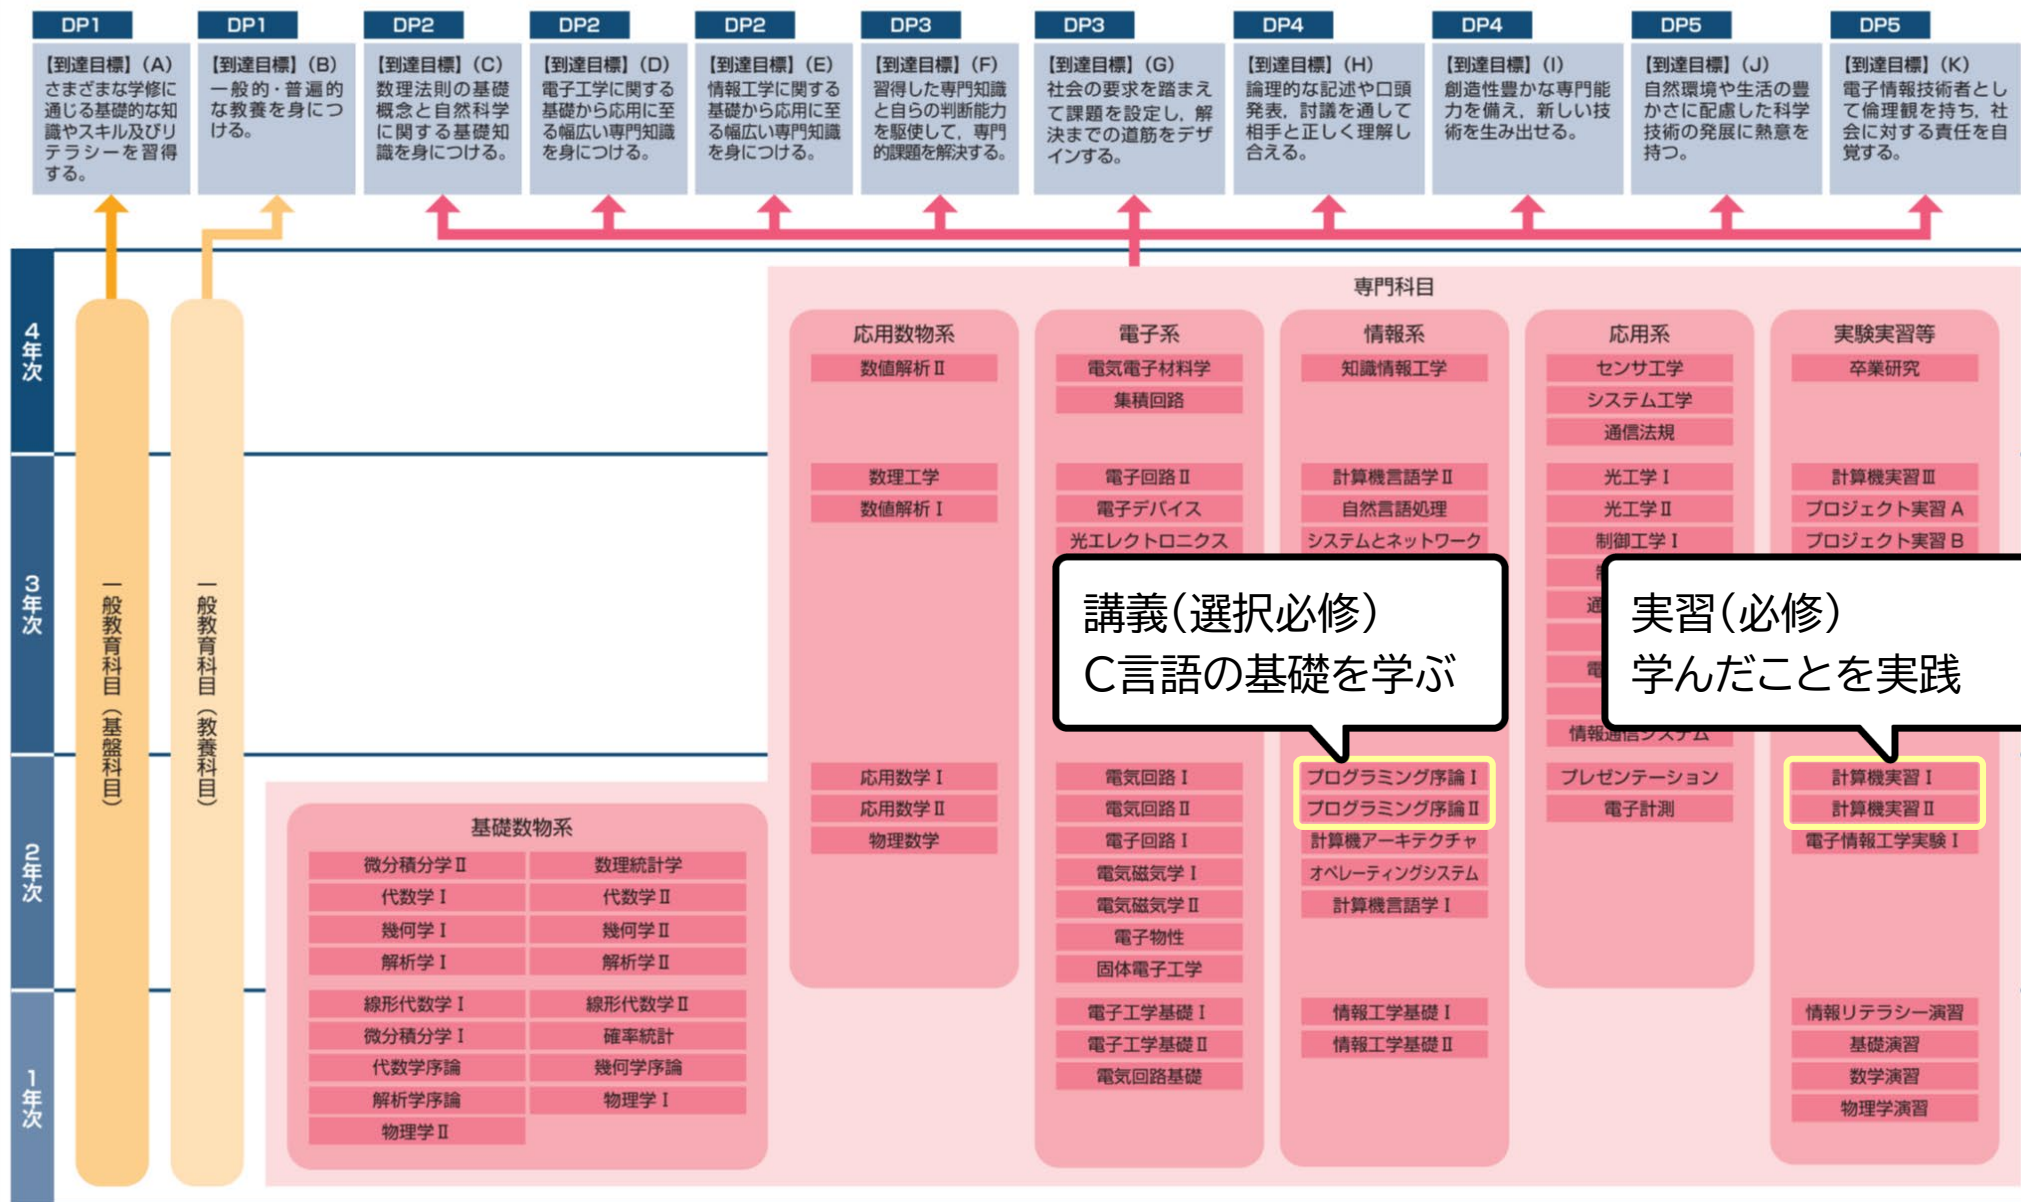 DP1
DP1
DP2
DP2
DP2
DP3
DP3
DP4
DP4
DP5
DP5
【到達目標】(A)
さまざまな学修に
通じる基礎的な知
識やスキル及びリ
テラシーを習得
する。
【到達目標】(B)
一般的・普遍的
な教養を身につ
ける。
【到達目標】(C)
数理法則の基礎
概念と自然科学
に関する基礎知
識を身につける。
【到達目標】(D)
電子工学に関する
基礎から応用に至
る幅広い専門知識
を身につける。
【到達目標】(E)
情報工学に関する
基礎から応用に至
る幅広い専門知識
を身につける。
【到達目標】(F)
習得した専門知識
と自らの判断能力
を駆使して，専門
的課題を解決する。
【到達目標】(G)
社会の要求を踏まえ
て課題を設定し，解
決までの道筋をデザ
インする。
【到達目標】(H)
論理的な記述や口頭
発表，討議を通して
相手と正しく理解し
合える。
【到達目標】(I)
創造性豊かな専門能
力を備え，新しい技
術を生み出せる。
【到達目標】(J)
自然環境や生活の豊
かさに配慮した科学
技術の発展に熱意を
持つ。
【到達目標】(K)
電子情報技術者とし
て倫理観を持ち，社
会に対する責任を自
覚する。
4年次
3年次
2年次
1年次
一般教育科目（基盤科目）
一般教育科目（教養科目）
専門科目
基礎数物系
微分積分学Ⅱ 数理統計学
代数学Ⅰ 代数学Ⅱ
幾何学Ⅰ 幾何学Ⅱ
解析学Ⅰ 解析学Ⅱ
線形代数学Ⅰ 線形代数学Ⅱ
微分積分学Ⅰ 確率統計
代数学序論 幾何学序論
解析学序論 物理学Ⅰ
物理学Ⅱ
応用数物系
数値解析Ⅱ
数理工学
数値解析Ⅰ
応用数学Ⅰ
応用数学Ⅱ
物理数学
電子系
電気電子材料学
集積回路
電子回路Ⅱ
電子デバイス
光エレクトロニクス
電気回路Ⅰ
電気回路Ⅱ
電子回路Ⅰ
電気磁気学Ⅰ
電気磁気学Ⅱ
電子物性
固体電子工学
電子工学基礎Ⅰ
電子工学基礎Ⅱ
電気回路基礎
情報系
知識情報工学
計算機言語学Ⅱ
自然言語処理
システムとネットワーク
講義(選択必修)
C言語の基礎を学ぶ
プログラミング序論Ⅰ
プログラミング序論Ⅱ
計算機アーキテクチャ
オペレーティングシステム
計算機言語学Ⅰ
情報工学基礎Ⅰ
情報工学基礎Ⅱ
応用系
センサ工学
システム工学
通信法規
光工学Ⅰ
光工学Ⅱ
制御工学Ⅰ
通
電
情報通信システム
プレゼンテーション
電子計測
実験実習等
卒業研究
計算機実習Ⅲ
プロジェクト実習A
プロジェクト実習B
実習(必修)
学んだことを実践
計算機実習Ⅰ
計算機実習Ⅱ
電子情報工学実験Ⅰ
情報リテラシー演習
基礎演習
数学演習
物理学演習